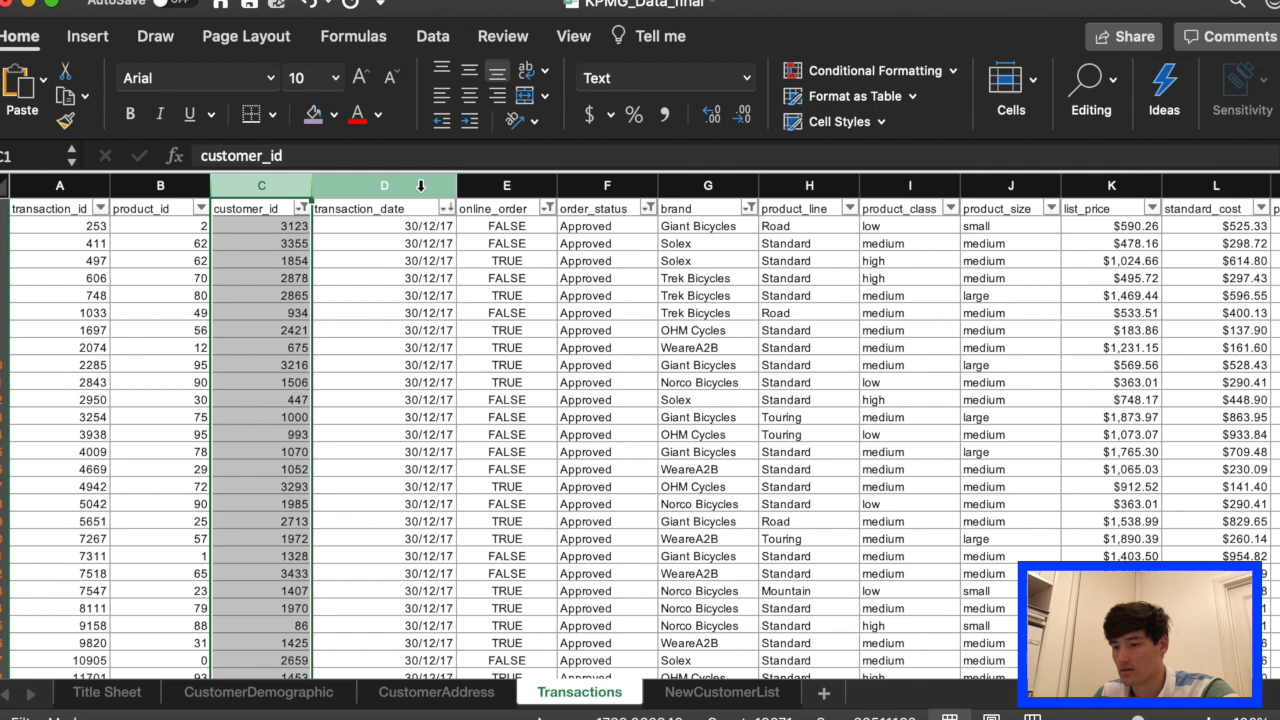 AutoSave OFF KPMG_Data_final
Home Insert Draw Page Layout Formulas Data Review View Tell me Share Comments
Paste Arial 10 Text Conditional Formatting Format as Table Cell Styles Cells Editing Ideas Sensitivity
C1 fx customer_id
A B C D E F G H I J K L
transaction_id product_id customer_id transaction_date online_order order_status brand product_line product_class product_size list_price standard_cost p
253 2 3123 30/12/17 FALSE Approved Giant Bicycles Road low small $590.26 $525.33
411 62 3355 30/12/17 FALSE Approved Solex Standard medium medium $478.16 $298.72
497 62 1854 30/12/17 TRUE Approved Solex Standard high medium $1,024.66 $614.80
606 70 2878 30/12/17 FALSE Approved Trek Bicycles Standard high medium $495.72 $297.43
748 80 2865 30/12/17 TRUE Approved Trek Bicycles Standard medium large $1,469.44 $596.55
1033 49 934 30/12/17 FALSE Approved Trek Bicycles Road medium medium $533.51 $400.13
1697 56 2421 30/12/17 TRUE Approved OHM Cycles Standard medium medium $183.86 $137.90
2074 12 675 30/12/17 TRUE Approved WeareA2B Standard medium medium $1,231.15 $161.60
2285 95 3216 30/12/17 TRUE Approved Giant Bicycles Standard medium large $569.56 $528.43
2843 90 1506 30/12/17 TRUE Approved Norco Bicycles Standard low medium $363.01 $290.41
2950 30 447 30/12/17 FALSE Approved Solex Standard high medium $748.17 $448.90
3254 75 1000 30/12/17 FALSE Approved Giant Bicycles Touring medium large $1,873.97 $863.95
3938 95 993 30/12/17 FALSE Approved OHM Cycles Touring low medium $1,073.07 $933.84
4009 78 1070 30/12/17 FALSE Approved Giant Bicycles Standard medium large $1,765.30 $709.48
4669 29 1052 30/12/17 FALSE Approved WeareA2B Standard medium medium $1,065.03 $230.09
4942 72 3293 30/12/17 TRUE Approved OHM Cycles Standard medium medium $912.52 $141.40
5042 90 1985 30/12/17 FALSE Approved Norco Bicycles Standard low medium $363.01 $290.41
5651 25 2713 30/12/17 TRUE Approved Giant Bicycles Road medium medium $1,538.99 $829.65
7267 57 1972 30/12/17 TRUE Approved WeareA2B Touring medium large $1,890.39 $260.14
7311 1 1328 30/12/17 FALSE Approved Giant Bicycles Standard medium medium $1,403.50 $954.82
7518 65 3433 30/12/17 FALSE Approved WeareA2B Standard medium medium
7547 23 1407 30/12/17 TRUE Approved Norco Bicycles Mountain low small
8111 79 1970 30/12/17 TRUE Approved Norco Bicycles Standard medium medium
9158 88 86 30/12/17 TRUE Approved Norco Bicycles Standard high small
9820 31 1425 30/12/17 TRUE Approved WeareA2B Standard medium medium
10905 0 2659 30/12/17 FALSE Approved Solex Standard medium medium
Title Sheet CustomerDemographic CustomerAddress Transactions NewCustomerList